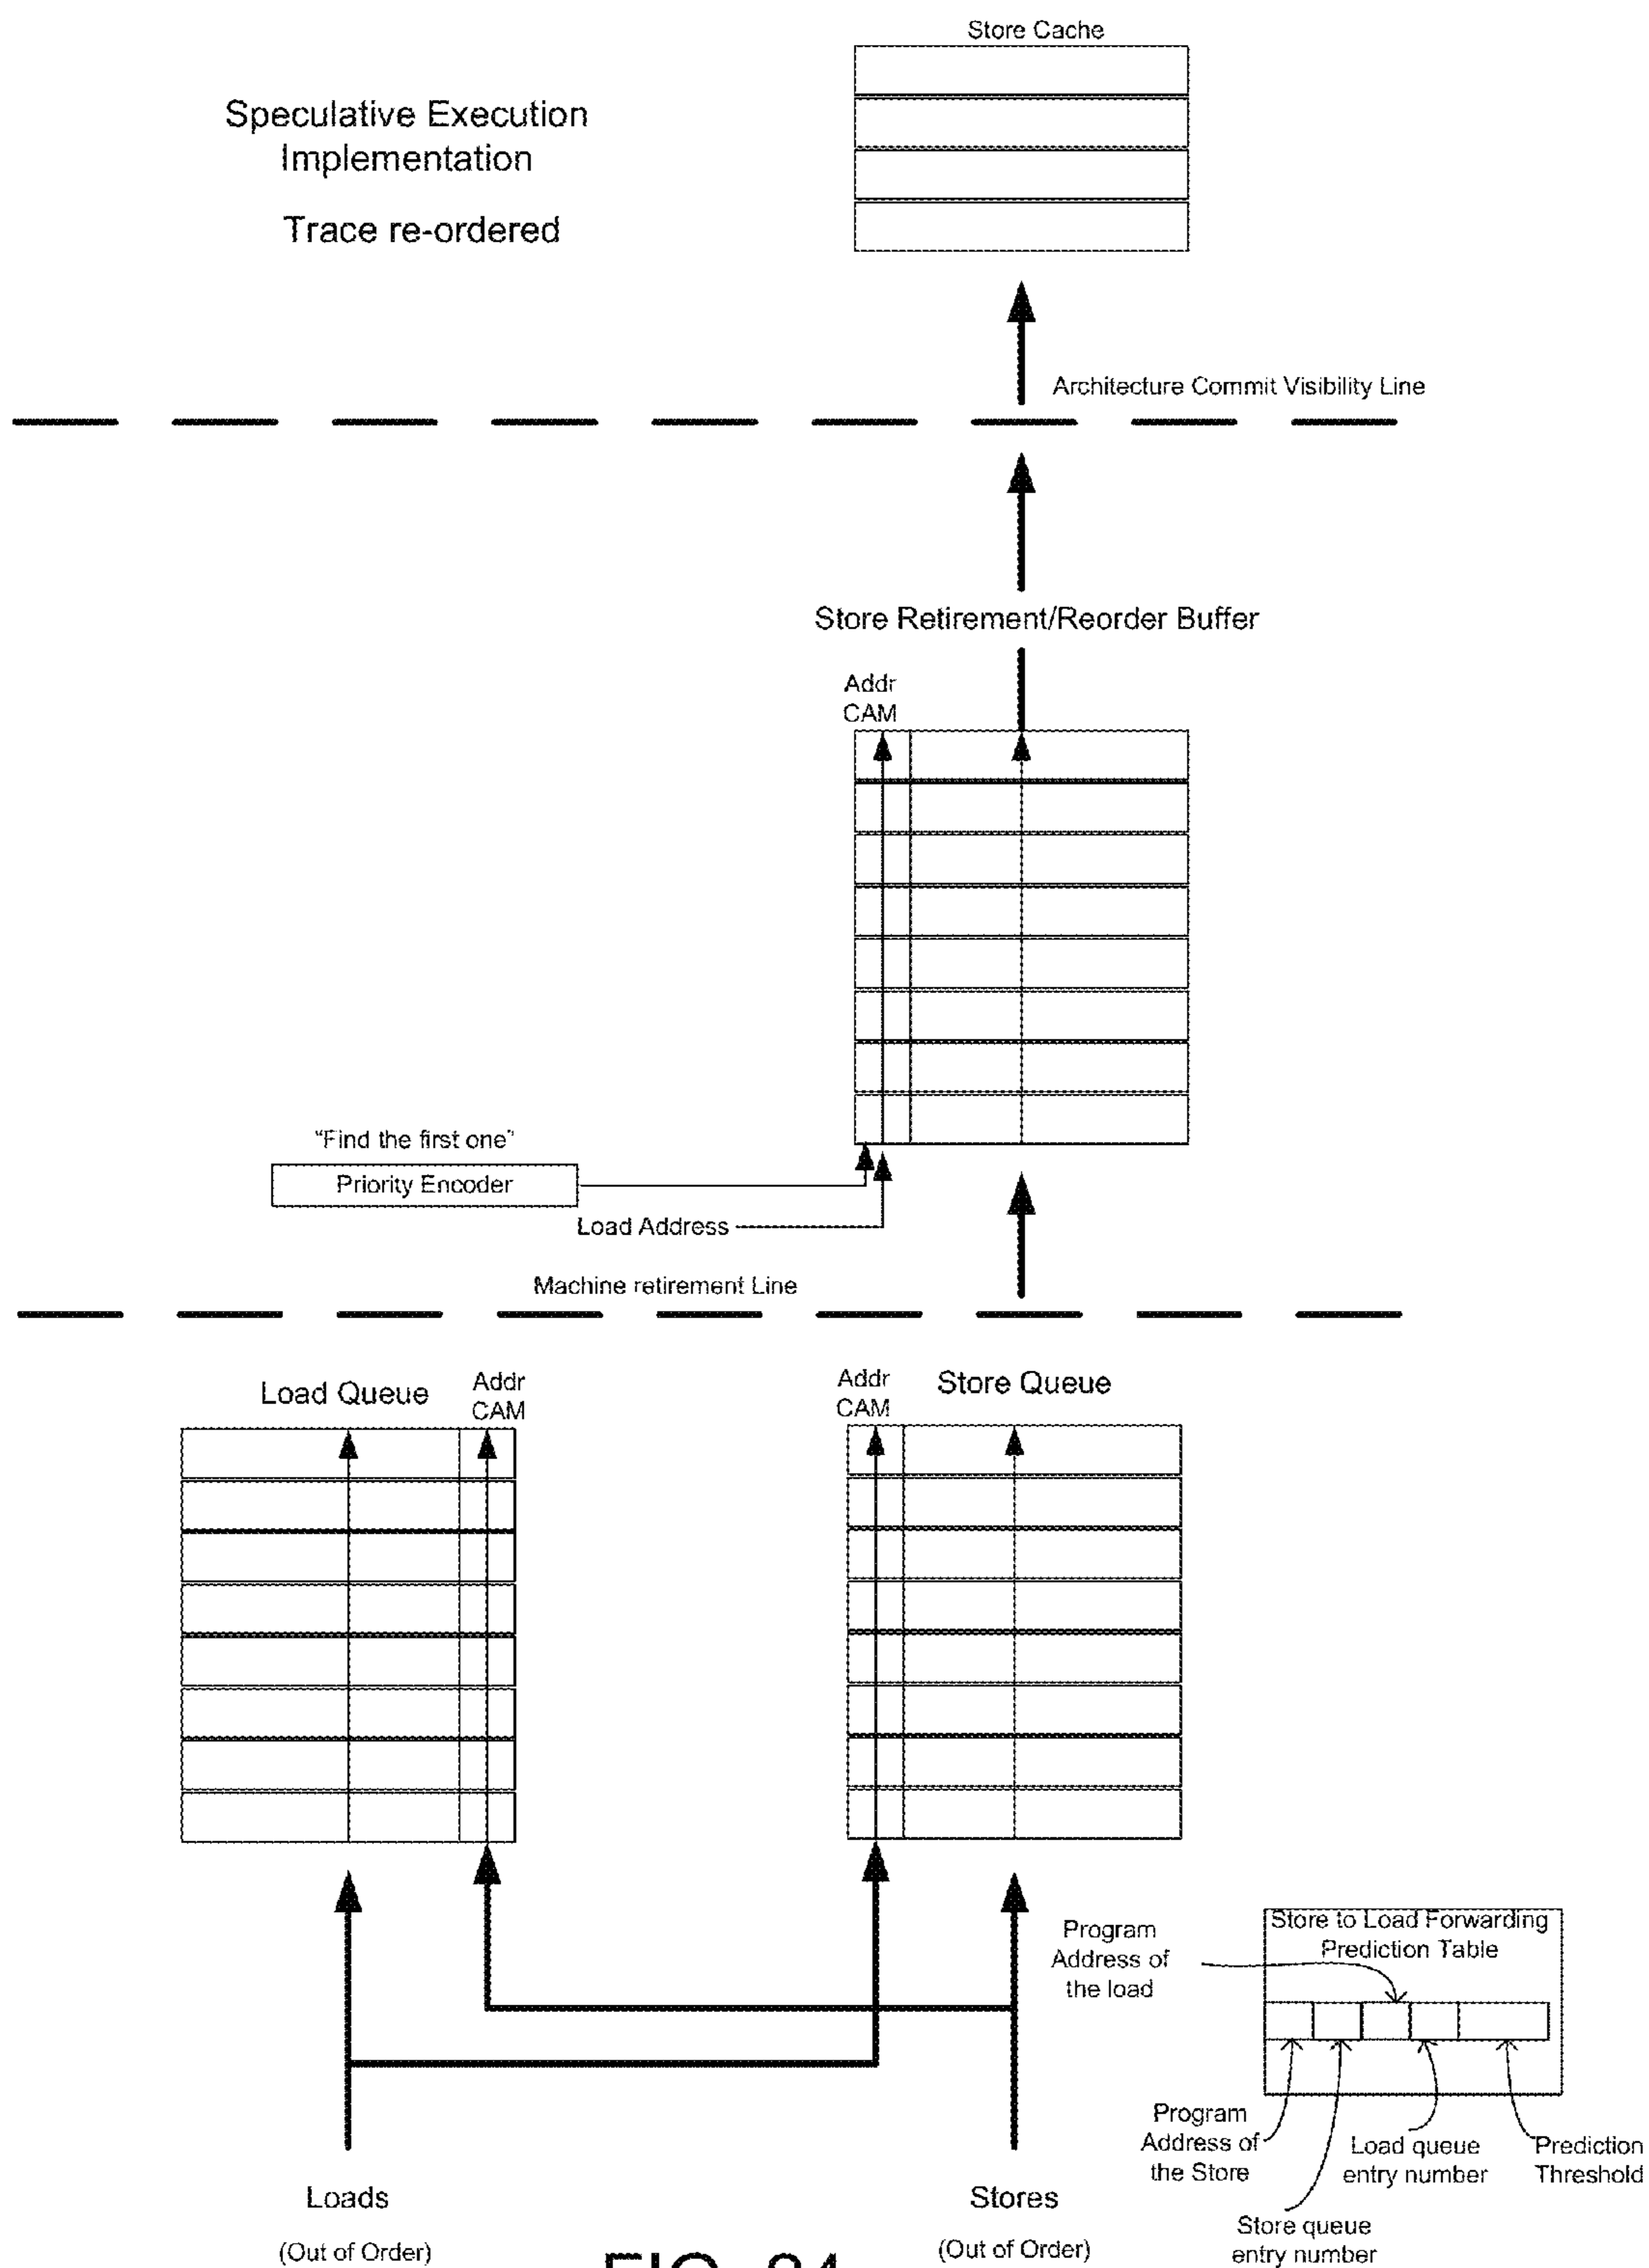 Store Cache
Speculative Execution
Implementation
Trace re-ordered
Architecture Commit Visibility Line
Store Retirement/Reorder Buffer
Addr
CAM
"Find the first one"
Priority Encoder
Load Address
Machine retirement Line
Load Queue
Addr
CAM
Addr
CAM
Store Queue
Program
Address of
the load
Store to Load Forwarding
Prediction Table
Program
Address of
the Store
Load queue
entry number
Prediction
Threshold
Store queue
entry number
Loads
(Out of Order)
Stores
(Out of Order)